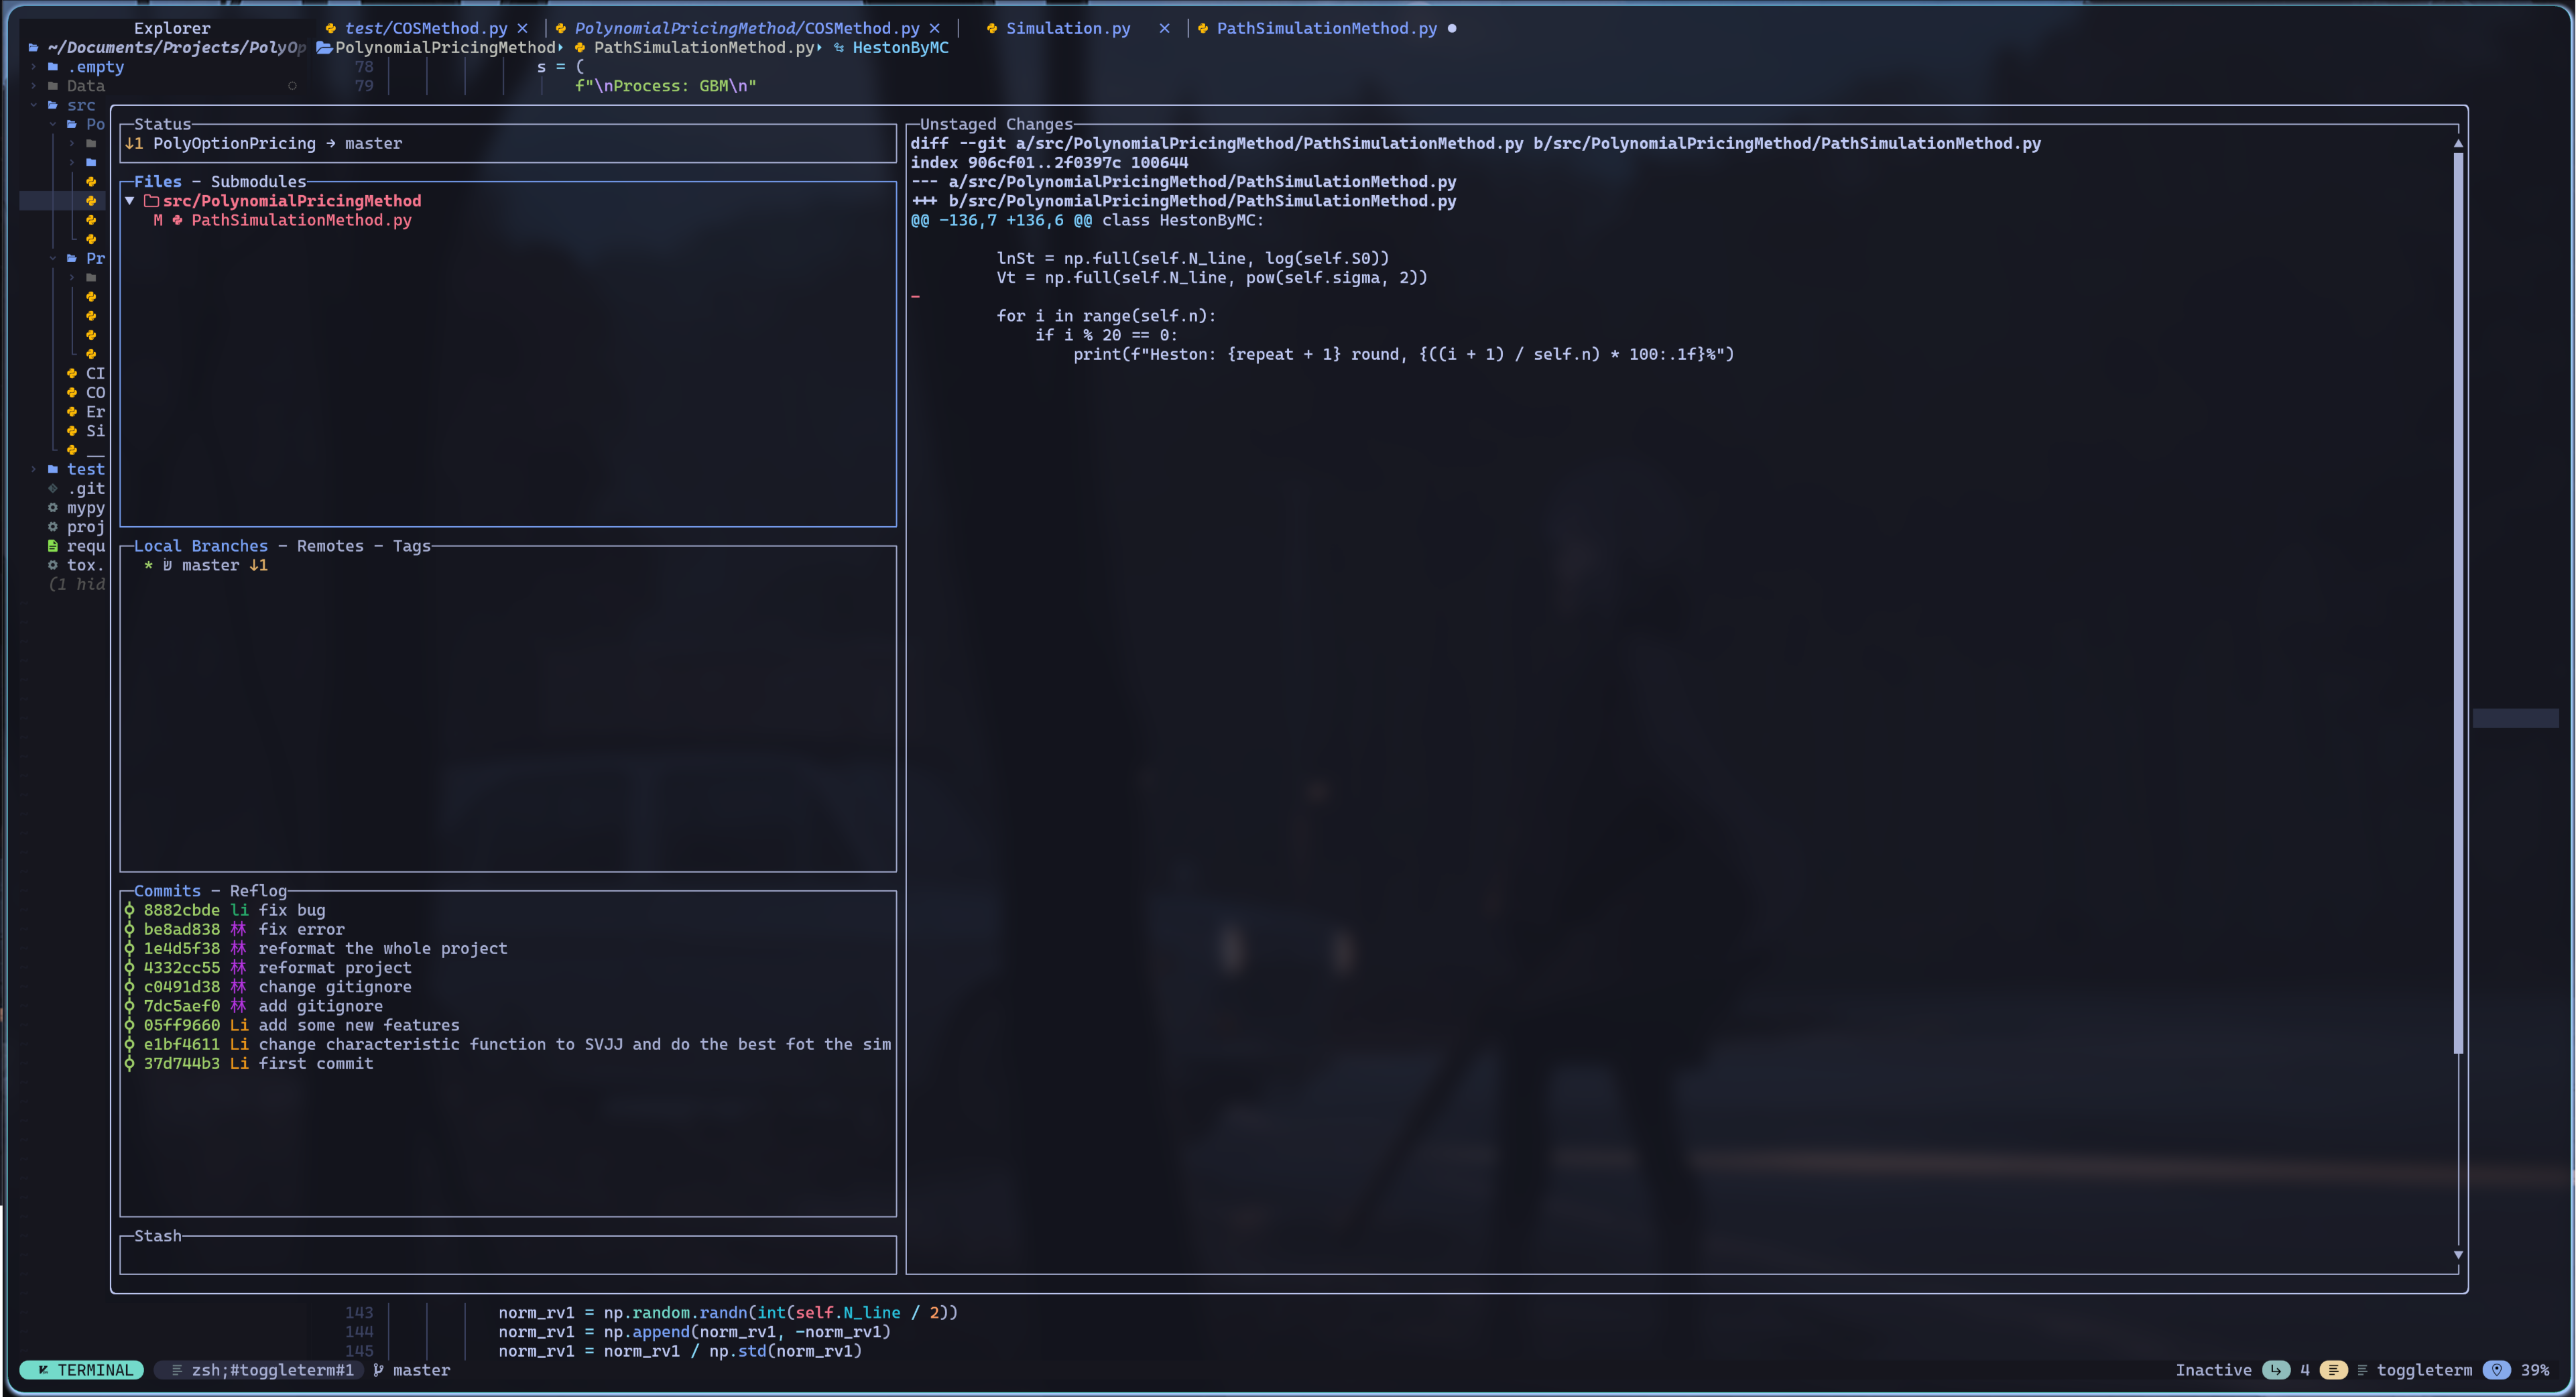 Explorer
test/COSMethod.py
PolynomialPricingMethod/COSMethod.py
Simulation.py
PathSimulationMethod.py
~/Documents/Projects/PolyOp
PolynomialPricingMethod
PathSimulationMethod.py
HestonByMC
.empty
Data
src
Po
Pr
CI
CO
Er
Si
__
test
.git
mypy
proj
requ
tox.
(1 hid
78 s = (
79 f"\nProcess: GBM\n"
Status
↓1 PolyOptionPricing → master
Files – Submodules
▼ src/PolynomialPricingMethod
M PathSimulationMethod.py
Local Branches – Remotes – Tags
* master ↓1
Commits – Reflog
8882cbde li fix bug
be8ad838 林 fix error
1e4d5f38 林 reformat the whole project
4332cc55 林 reformat project
c0491d38 林 change gitignore
7dc5aef0 林 add gitignore
05ff9660 Li add some new features
e1bf4611 Li change characteristic function to SVJJ and do the best fot the sim
37d744b3 Li first commit
Stash
Unstaged Changes
diff --git a/src/PolynomialPricingMethod/PathSimulationMethod.py b/src/PolynomialPricingMethod/PathSimulationMethod.py
index 906cf01..2f0397c 100644
--- a/src/PolynomialPricingMethod/PathSimulationMethod.py
+++ b/src/PolynomialPricingMethod/PathSimulationMethod.py
@@ -136,7 +136,6 @@ class HestonByMC:
lnSt = np.full(self.N_line, log(self.S0))
Vt = np.full(self.N_line, pow(self.sigma, 2))
-
for i in range(self.n):
if i % 20 == 0:
print(f"Heston: {repeat + 1} round, {((i + 1) / self.n) * 100:.1f}%")
143 norm_rv1 = np.random.randn(int(self.N_line / 2))
144 norm_rv1 = np.append(norm_rv1, -norm_rv1)
145 norm_rv1 = norm_rv1 / np.std(norm_rv1)
TERMINAL zsh;#toggleterm#1 master
Inactive 4 toggleterm 39%